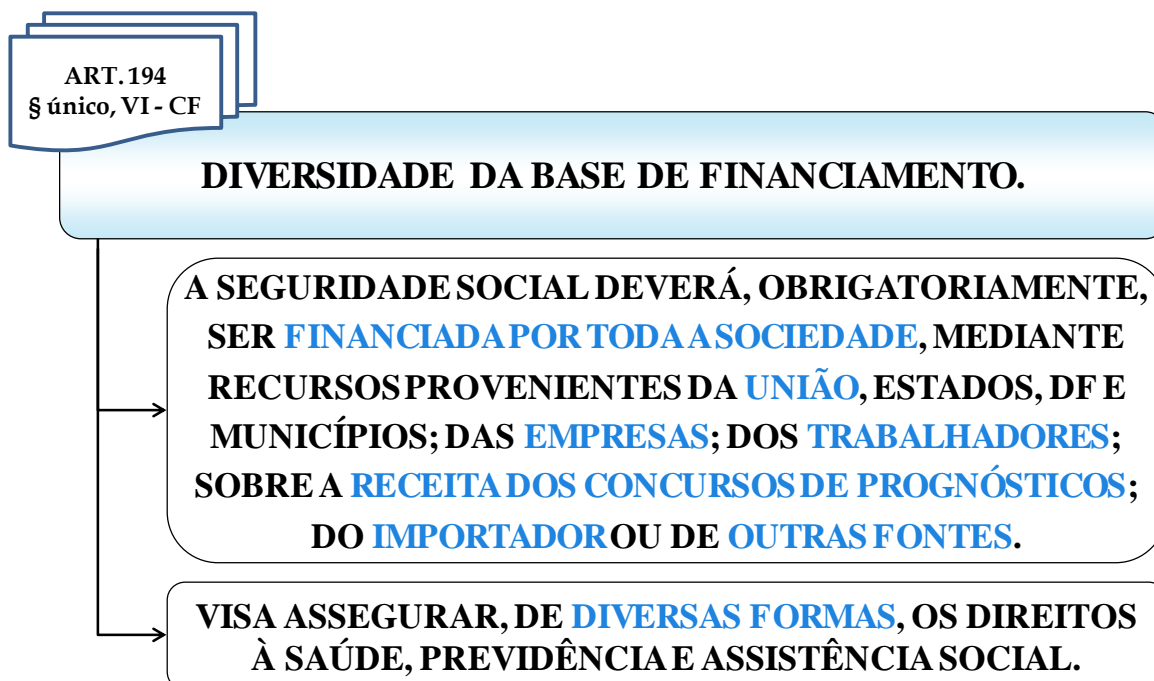 ART. 194
§ único, VI - CF
DIVERSIDADE DA BASE DE FINANCIAMENTO.
A SEGURIDADE SOCIAL DEVERÁ, OBRIGATORIAMENTE,
SER FINANCIADA POR TODA A SOCIEDADE, MEDIANTE
RECURSOS PROVENIENTES DA UNIÃO, ESTADOS, DF E
MUNICÍPIOS; DAS EMPRESAS; DOS TRABALHADORES;
SOBRE A RECEITA DOS CONCURSOS DE PROGNÓSTICOS;
DO IMPORTADOR OU DE OUTRAS FONTES.
VISA ASSEGURAR, DE DIVERSAS FORMAS, OS DIREITOS
À SAÚDE, PREVIDÊNCIA E ASSISTÊNCIA SOCIAL.